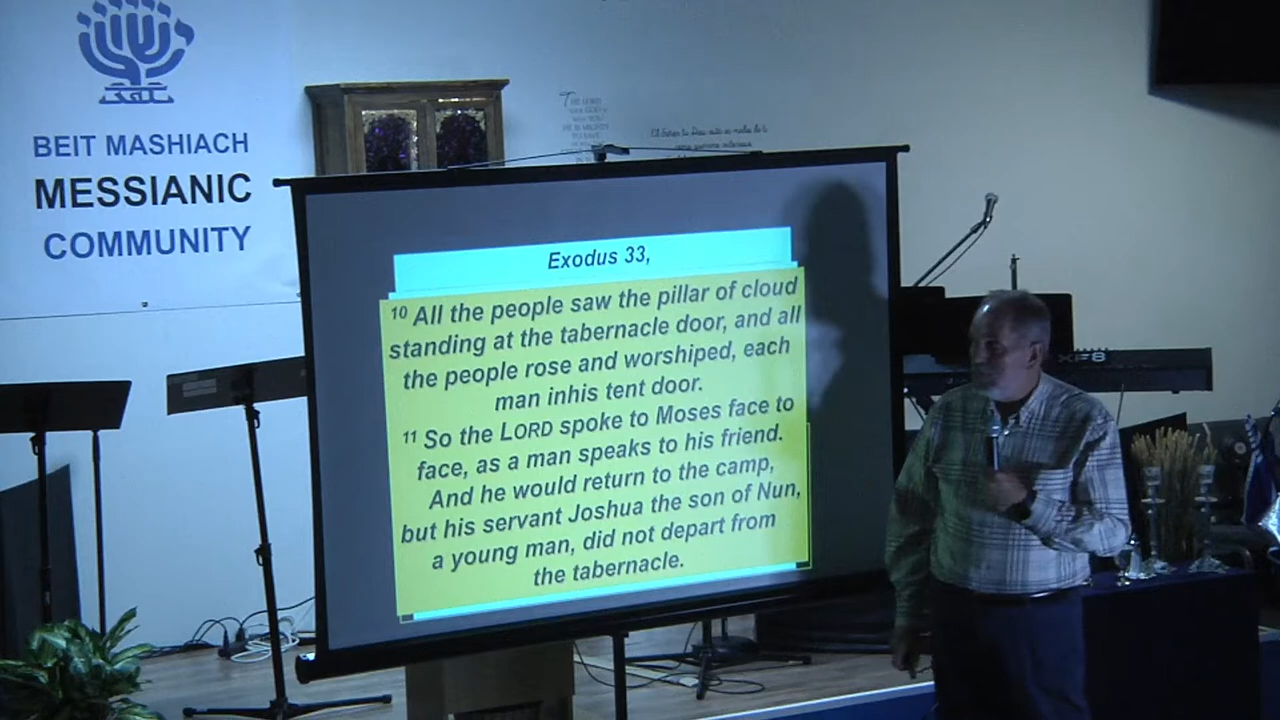 BEIT MASHIACH
MESSIANIC
COMMUNITY
THE LORD
Exodus 33,
10 All the people saw the pillar of cloud
standing at the tabernacle door, and all
the people rose and worshiped, each
man inhis tent door.
11 So the LORD spoke to Moses face to
face, as a man speaks to his friend.
And he would return to the camp,
but his servant Joshua the son of Nun,
a young man, did not depart from
the tabernacle.
XF8